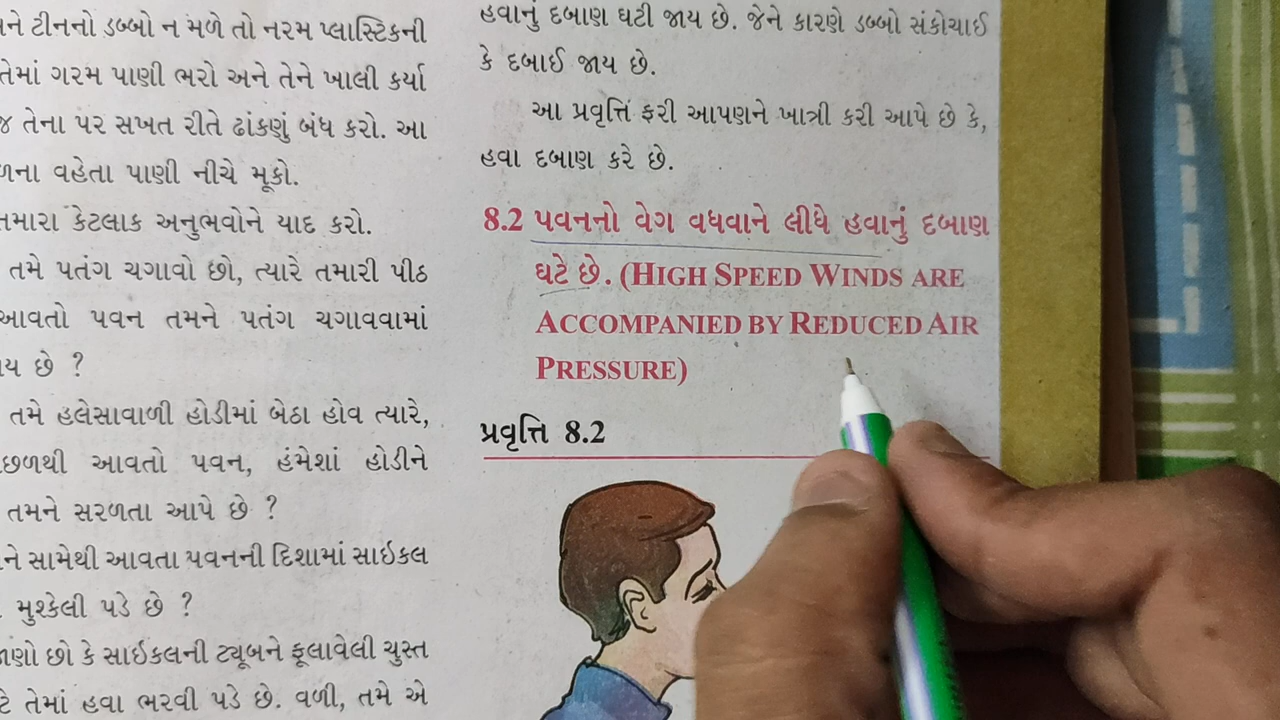 ટીનનો ડબ્બો ન મળે તો નરમ પ્લાસ્ટિકની
તેમાં ગરમ પાણી ભરો અને તેને ખાલી કર્યા
જ તેના પર સખત રીતે ઢાંકણું બંધ કરો. આ
વહેતા પાણી નીચે મૂકો.
તમારા કેટલાક અનુભવોને યાદ કરો.
તમે પતંગ ચગાવો છો, ત્યારે તમારી પીઠ
આવતો પવન તમને પતંગ ચગાવવામાં
છે ?
તમે હલેસાવાળી હોડીમાં બેઠા હોવ ત્યારે,
આવતો પવન, હંમેશાં હોડીને
તમને સરળતા આપે છે ?
સામેથી આવતા પવનની દિશામાં સાઇકલ
મુશ્કેલી પડે છે ?
છો કે સાઇકલની ટ્યૂબને ફૂલાવેલી ચુસ્ત
તેમાં હવા ભરવી પડે છે. વળી, તમે એ
હવાનું દબાણ ઘટી જાય છે. જેને કારણે ડબ્બો સંકોચાઈ
કે દબાઈ જાય છે.
આ પ્રવૃત્તિ ફરી આપણને ખાત્રી કરી આપે છે કે,
હવા દબાણ કરે છે.
8.2 પવનનો વેગ વધવાને લીધે હવાનું દબાણ
ઘટે છે. (HIGH SPEED WINDS ARE
ACCOMPANIED BY REDUCED AIR
PRESSURE)
પ્રવૃત્તિ 8.2